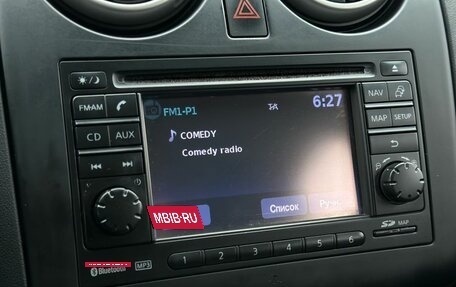 FM1-P1
TA
6:27
COMEDY
Comedy radio
Список
FM·AM
CD
AUX
NAV
MAP
SETUP
MBIB·RU
1 2 3 4 5 6
Bluetooth
MP3
SD
MAP